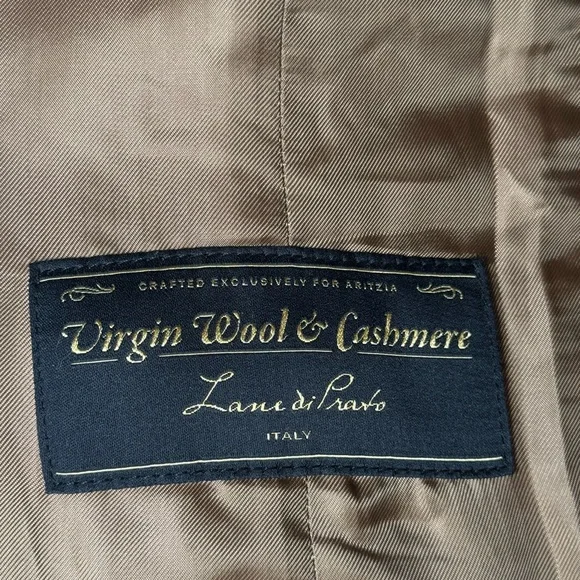 CRAFTED EXCLUSIVELY FOR ARITZIA
Virgin Wool & Cashmere
Lane di Prato
ITALY